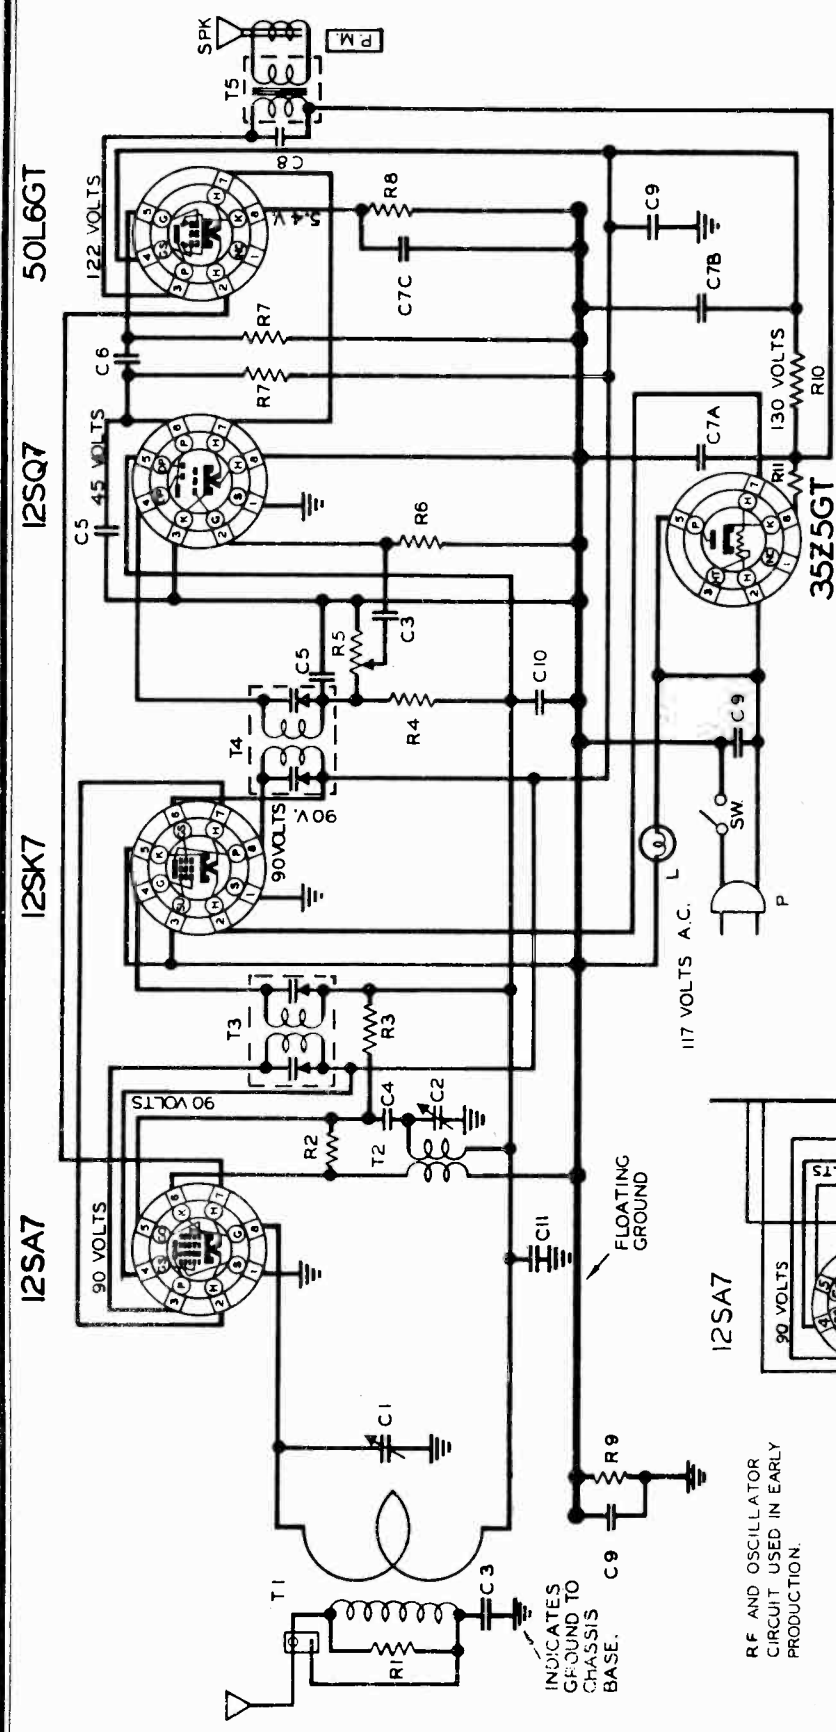 12SA7
12SK7
12SQ7
50L6GT
90 VOLTS
90 VOLTS
T3
T4
90 VOLTS
90 V.
C5
45 VOLTS
C6
122 VOLTS
5.4 V.
C8
T5
SPK
P.M.
T1
C1
R2
T2
C4
C2
R3
R4
R5
C5
C3
R6
R7
R7
C7C
R8
R1
C3
INDICATES
GROUND TO
CHASSIS
BASE.
C9
R9
C11
FLOATING
GROUND
C10
C9
C7B
C7A
130 VOLTS
R10
R11
35Z5GT
117 VOLTS A.C.
L
SW.
C9
P
RF AND OSCILLATOR
CIRCUIT USED IN EARLY
PRODUCTION.
12SA7
90 VOLTS